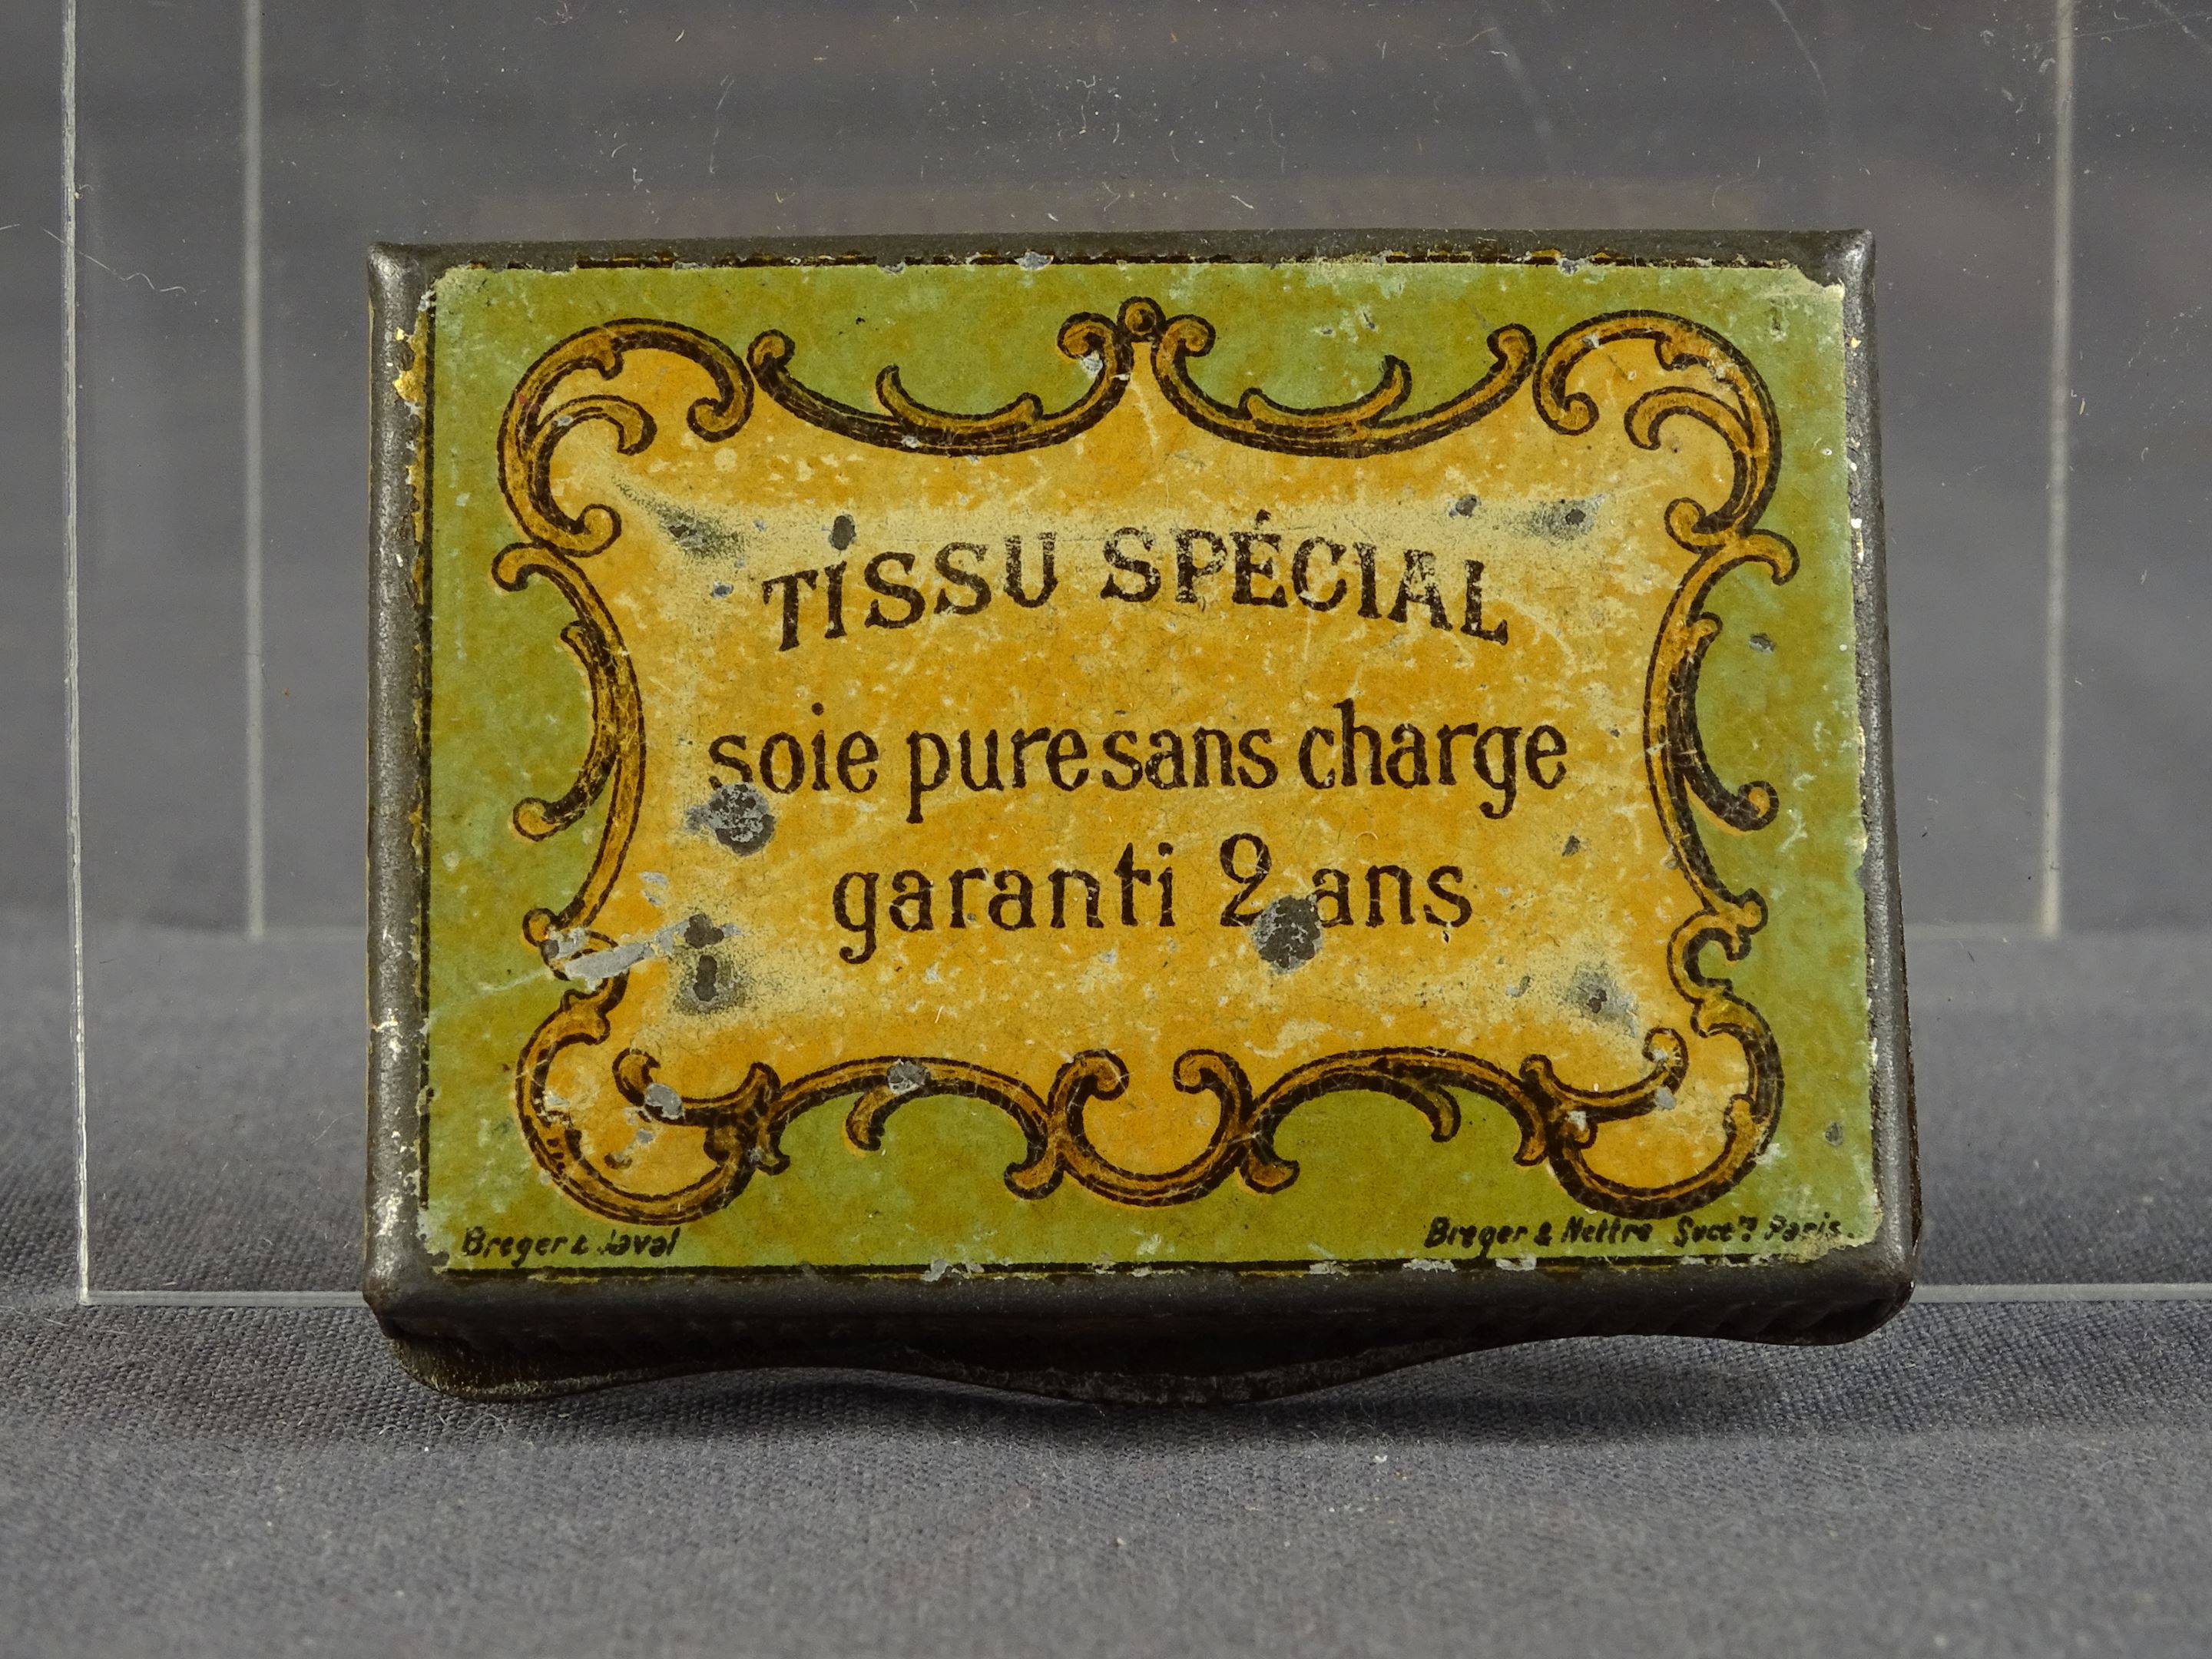 TISSU SPÉCIAL
soie pure sans charge
garanti 2 ans
Breger & Javal
Breger & Nettre Succrs Paris.